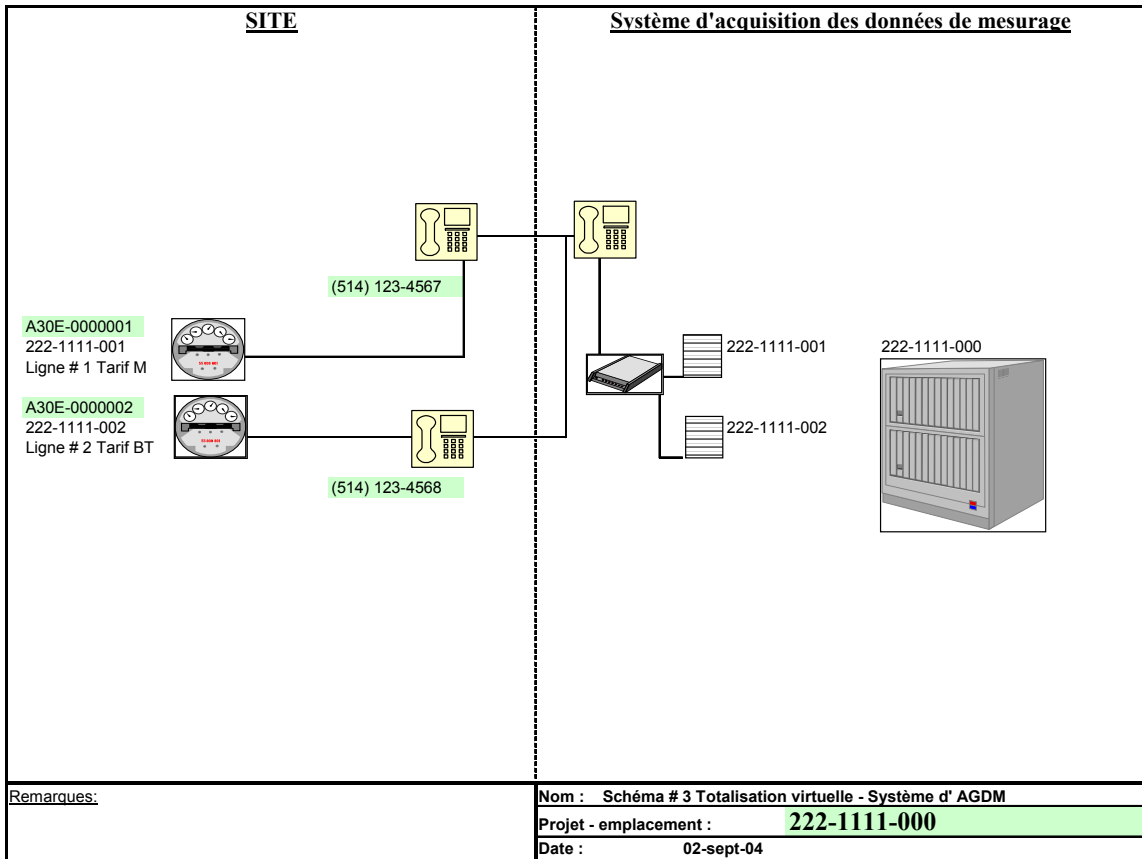 SITE
Système d'acquisition des données de mesurage
(514) 123-4567
A30E-0000001
222-1111-001
Ligne # 1 Tarif M
A30E-0000002
222-1111-002
Ligne # 2 Tarif BT
(514) 123-4568
222-1111-001
222-1111-002
222-1111-000
Remarques:
Nom : Schéma # 3 Totalisation virtuelle - Système d' AGDM
Projet - emplacement : 222-1111-000
Date : 02-sept-04